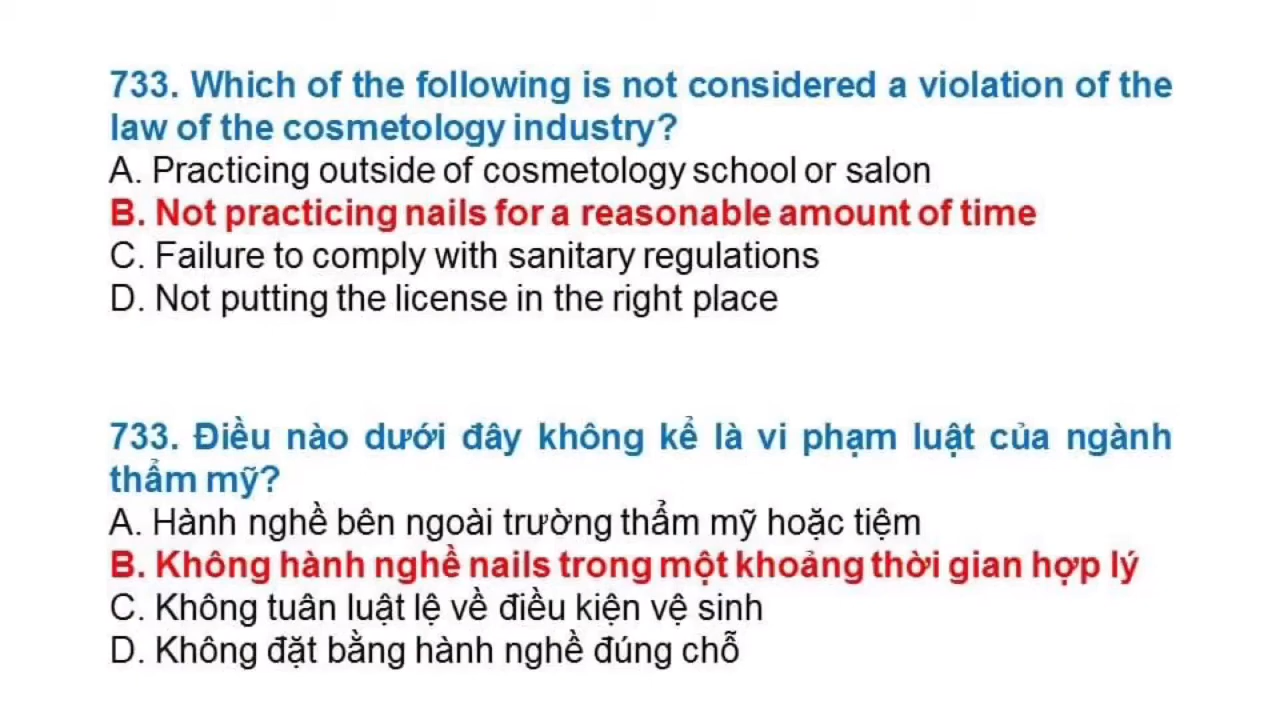 733. Which of the following is not considered a violation of the
law of the cosmetology industry?
A. Practicing outside of cosmetology school or salon
B. Not practicing nails for a reasonable amount of time
C. Failure to comply with sanitary regulations
D. Not putting the license in the right place
733. Điều nào dưới đây không kể là vi phạm luật của ngành
thẩm mỹ?
A. Hành nghề bên ngoài trường thẩm mỹ hoặc tiệm
B. Không hành nghề nails trong một khoảng thời gian hợp lý
C. Không tuân luật lệ về điều kiện vệ sinh
D. Không đặt bằng hành nghề đúng chỗ